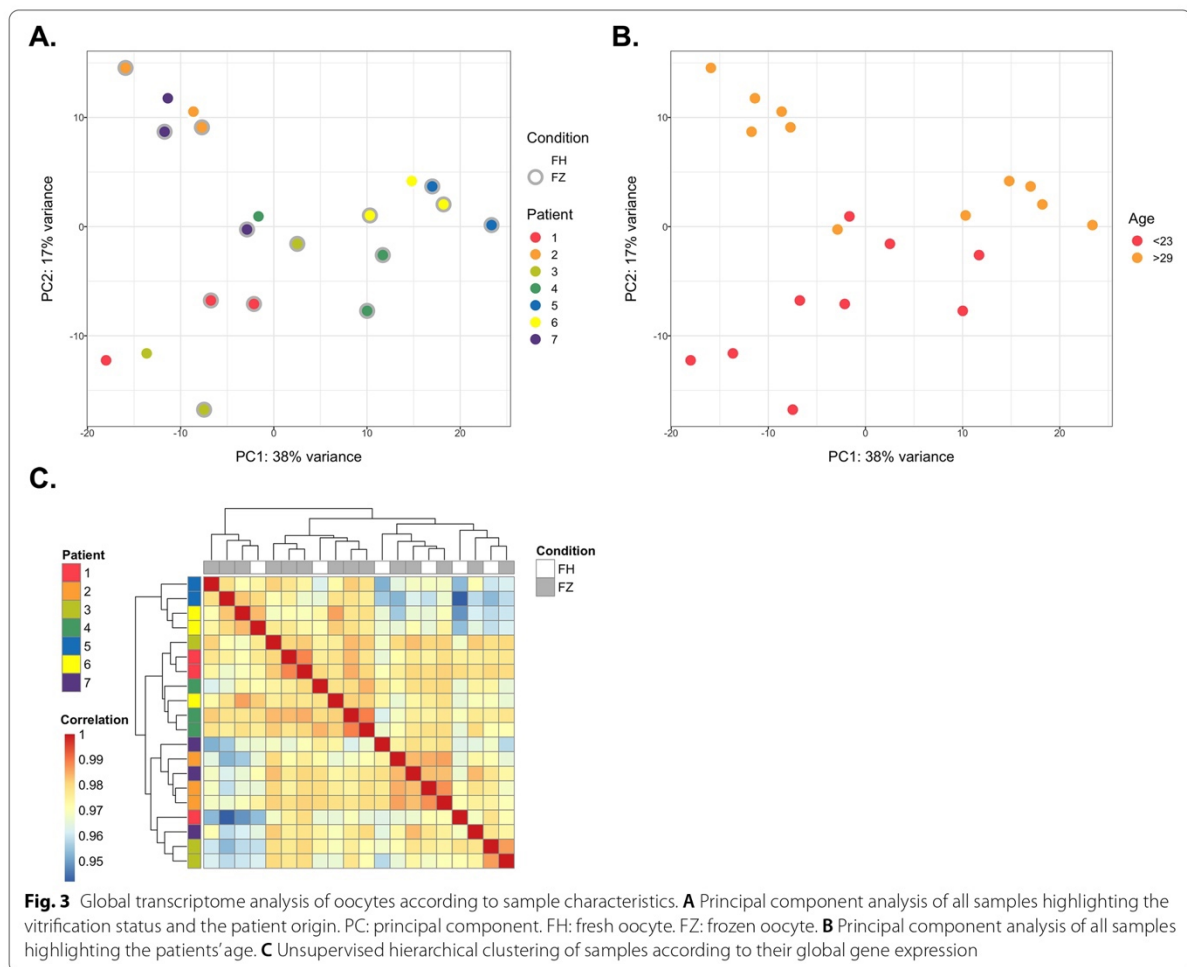 A.
10
0
-10
-20
-10
0
10
20
PC2: 17% variance
PC1: 38% variance
Condition
FH
FZ
Patient
1
2
3
4
5
6
7
B.
10
0
-10
-20
-10
0
10
20
PC2: 17% variance
PC1: 38% variance
Age
<23
>29
C.
Patient
1
2
3
4
5
6
7
Correlation
1
0.99
0.98
0.97
0.96
0.95
Condition
FH
FZ
Fig. 3 Global transcriptome analysis of oocytes according to sample characteristics. A Principal component analysis of all samples highlighting the
vitrification status and the patient origin. PC: principal component. FH: fresh oocyte. FZ: frozen oocyte. B Principal component analysis of all samples
highlighting the patients' age. C Unsupervised hierarchical clustering of samples according to their global gene expression